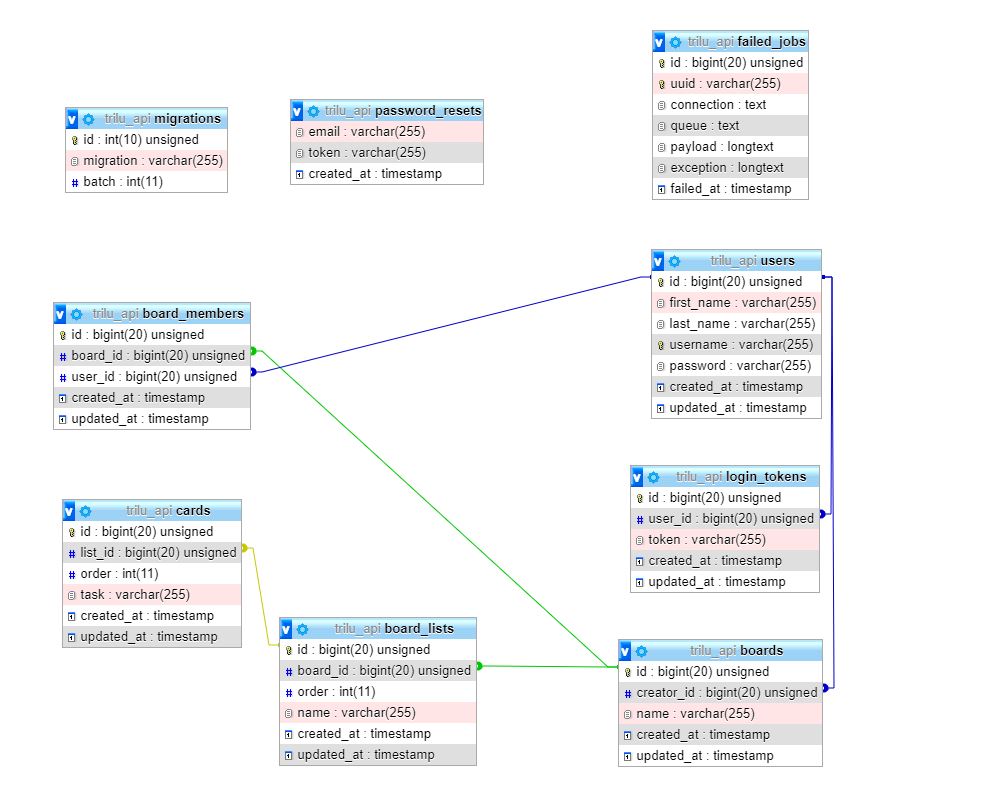 trilu_api failed_jobs
id : bigint(20) unsigned
uuid : varchar(255)
connection : text
queue : text
payload : longtext
exception : longtext
failed_at : timestamp
trilu_api migrations
id : int(10) unsigned
migration : varchar(255)
batch : int(11)
trilu_api password_resets
email : varchar(255)
token : varchar(255)
created_at : timestamp
trilu_api users
id : bigint(20) unsigned
first_name : varchar(255)
last_name : varchar(255)
username : varchar(255)
password : varchar(255)
created_at : timestamp
updated_at : timestamp
trilu_api board_members
id : bigint(20) unsigned
board_id : bigint(20) unsigned
user_id : bigint(20) unsigned
created_at : timestamp
updated_at : timestamp
trilu_api login_tokens
id : bigint(20) unsigned
user_id : bigint(20) unsigned
token : varchar(255)
created_at : timestamp
updated_at : timestamp
trilu_api cards
id : bigint(20) unsigned
list_id : bigint(20) unsigned
order : int(11)
task : varchar(255)
created_at : timestamp
updated_at : timestamp
trilu_api board_lists
id : bigint(20) unsigned
board_id : bigint(20) unsigned
order : int(11)
name : varchar(255)
created_at : timestamp
updated_at : timestamp
trilu_api boards
id : bigint(20) unsigned
creator_id : bigint(20) unsigned
name : varchar(255)
created_at : timestamp
updated_at : timestamp